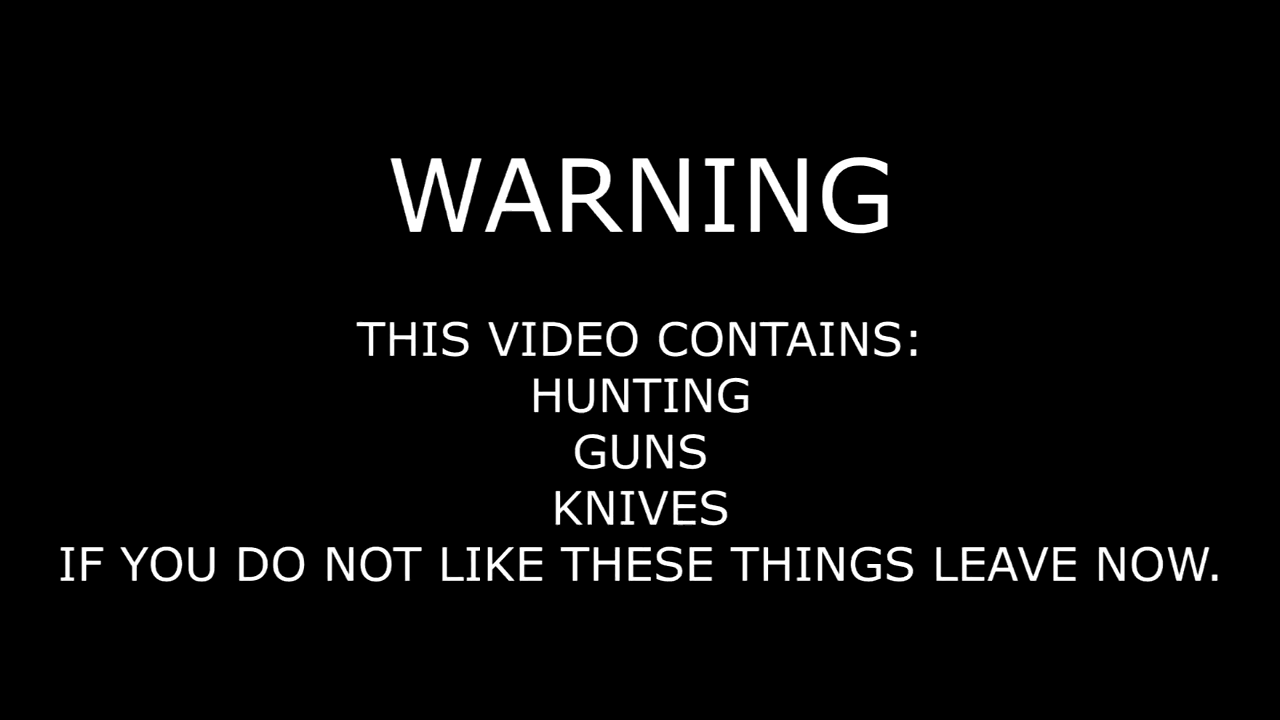 WARNING
THIS VIDEO CONTAINS:
HUNTING
GUNS
KNIVES
IF YOU DO NOT LIKE THESE THINGS LEAVE NOW.